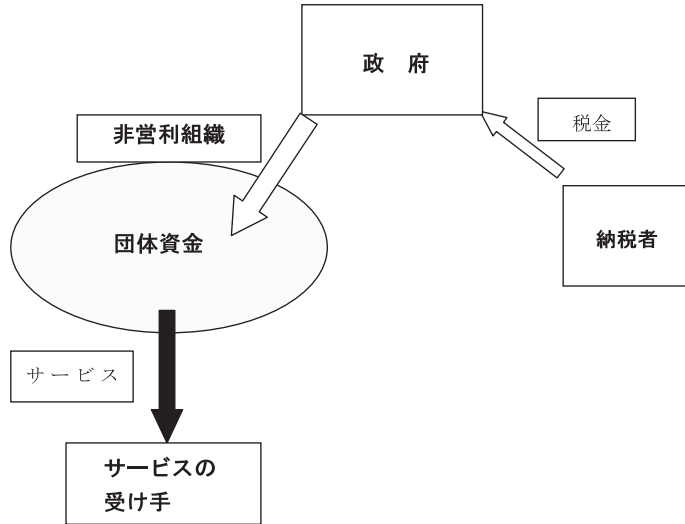 政　府
税金
非営利組織
納税者
団体資金
サービス
サービスの
受け手